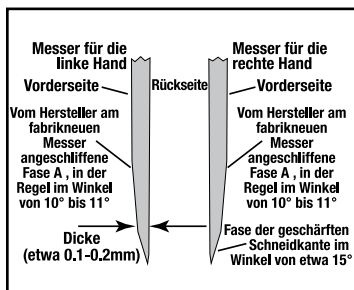 Messer für die
linke Hand
Vorderseite
Vom Hersteller am
fabrikneuen
Messer
angeschliffene
Fase A , in der
Regel im Winkel
von 10° bis 11°
Dicke
(etwa 0.1-0.2mm)
Rückseite
Messer für die
rechte Hand
Vorderseite
Vom Hersteller am
fabrikneuen
Messer
angeschliffene
Fase A , in der
Regel im Winkel
von 10° bis 11°
Fase der geschärften
Schneidkante im
Winkel von etwa 15°